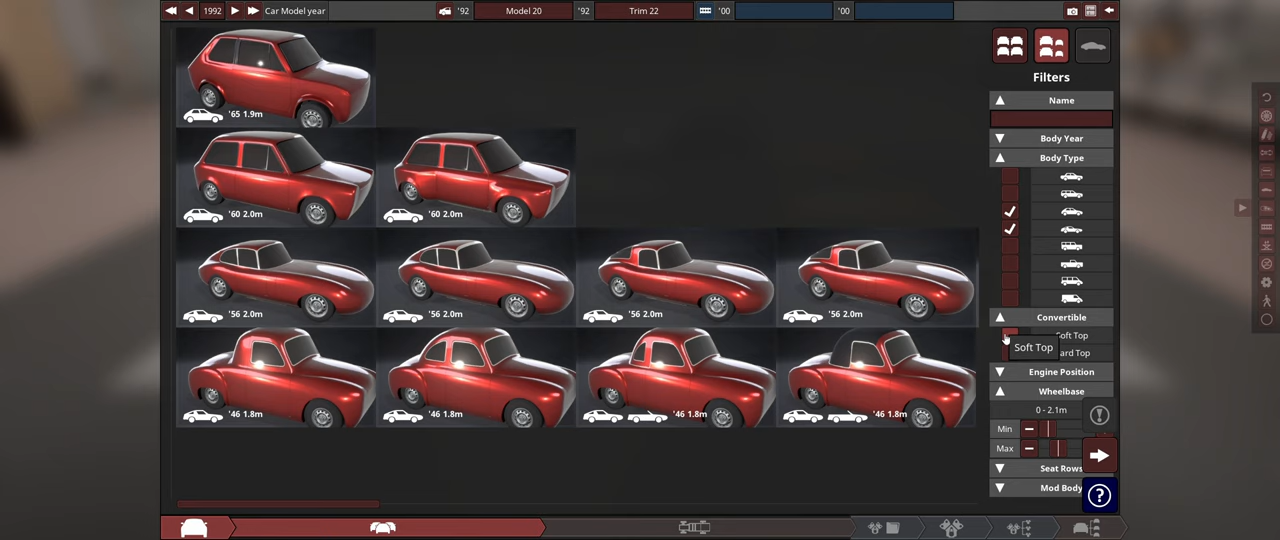 1992
Car Model year
'92
Model 20
'92
Trim 22
'00
'00
Filters
Name
Body Year
Body Type
Convertible
Soft Top
ard Top
Soft Top
Engine Position
Wheelbase
0 - 2.1m
Min
Max
Seat Rows
Mod Body
'65 1.9m
'60 2.0m
'60 2.0m
'56 2.0m
'56 2.0m
'56 2.0m
'56 2.0m
'46 1.8m
'46 1.8m
'46 1.8m
'46 1.8m
?